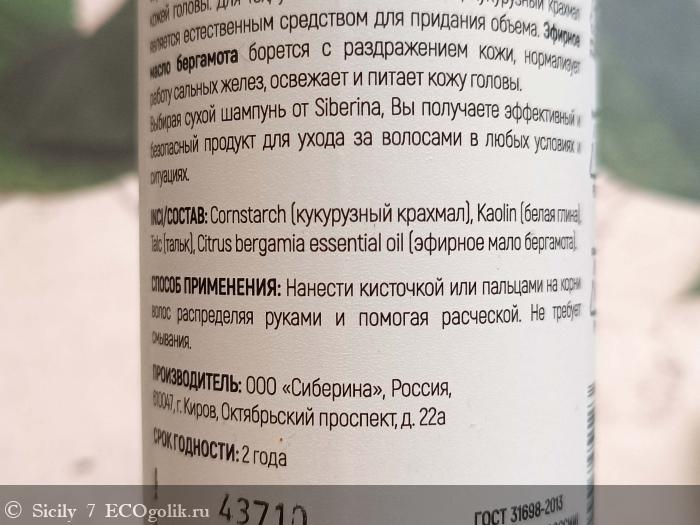 кожей головы. Для
кукурузный крахмал
является естественным средством для придания объема. Эфирное
масло бергамота борется с раздражением кожи, нормализует
работу сальных желез, освежает и питает кожу головы.
Выбирая сухой шампунь от Siberina, Вы получаете эффективный и
безопасный продукт для ухода за волосами в любых условиях и
ситуациях.
INCI/СОСТАВ: Cornstarch (кукурузный крахмал), Kaolin (белая глина),
Talc (тальк), Citrus bergamia essential oil (эфирное мало бергамота).
СПОСОБ ПРИМЕНЕНИЯ: Нанести кисточкой или пальцами на корни
волос распределяя руками и помогая расческой. Не требует
смывания.
ПРОИЗВОДИТЕЛЬ: ООО «Сиберина», Россия,
610047, г. Киров, Октябрьский проспект, д. 22а
СРОК ГОДНОСТИ: 2 года
43710
ГОСТ 31698-2013
© Sicily 7 ECOgolik.ru